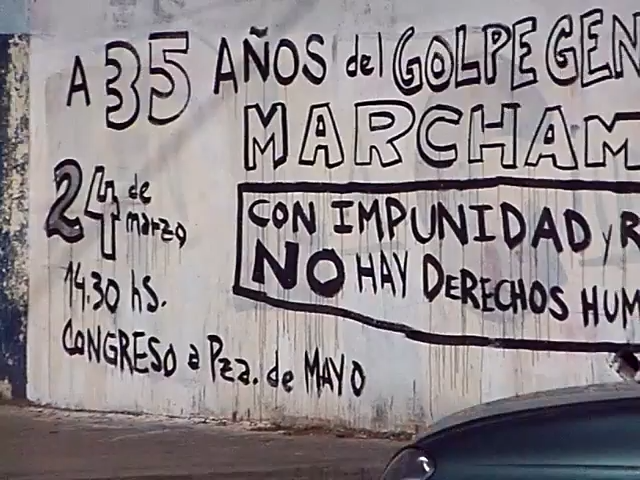 A 35 AÑOS del GOLPE GEN
MARCHAM
24 de marzo
14.30 hS.
CONGRESO a Pza. de MAYO
CON IMPUNIDAD y R
NO HAY DERECHOS HUM